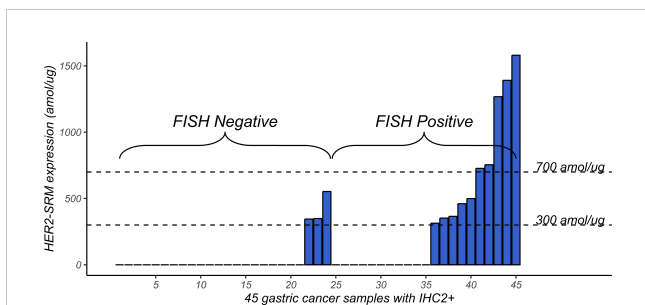 HER2-SRM expression (amol/ug)
1500
1000
500
0
FISH Negative
FISH Positive
700 amol/ug
300 amol/ug
5 10 15 20 25 30 35 40 45
45 gastric cancer samples with IHC2+